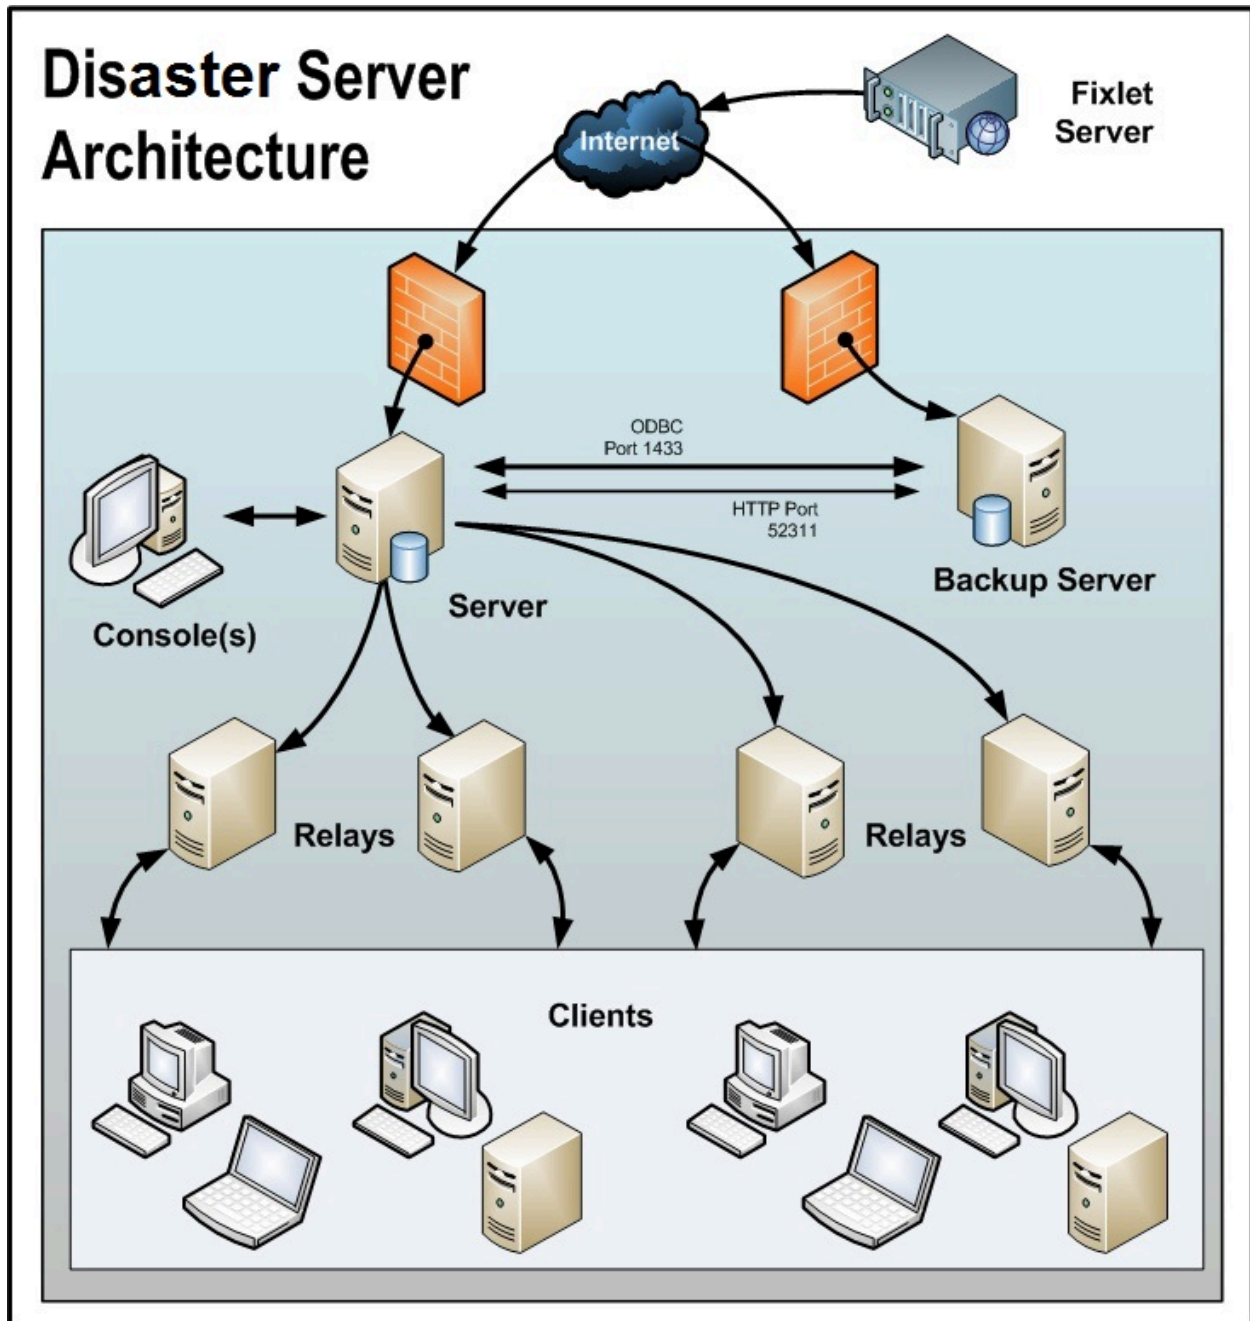 Disaster Server
Architecture
Internet
Fixlet
Server
ODBC
Port 1433
HTTP Port
52311
Console(s)
Server
Backup Server
Relays
Relays
Clients